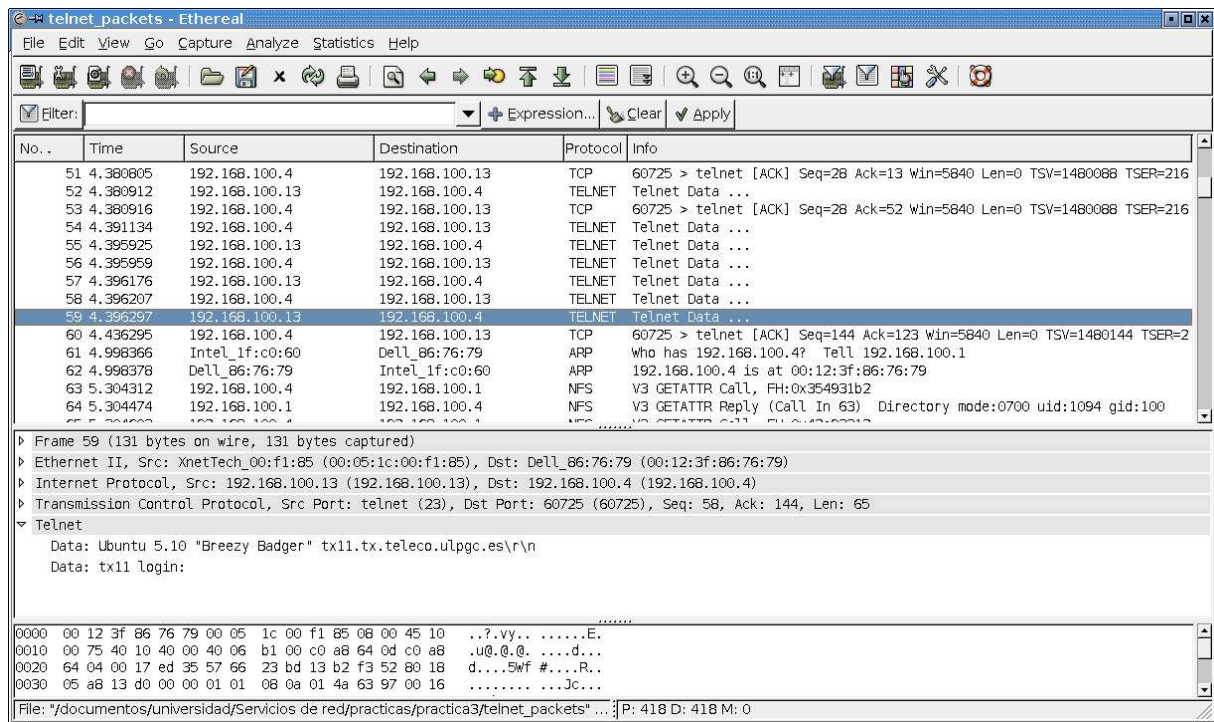 telnet_packets - Ethereal
File Edit View Go Capture Analyze Statistics Help
Filter: Expression... Clear Apply
No. . Time Source Destination Protocol Info
51 4.380805 192.168.100.4 192.168.100.13 TCP 60725 > telnet [ACK] Seq=28 Ack=13 Win=5840 Len=0 TSV=1480088 TSER=216
52 4.380912 192.168.100.13 192.168.100.4 TELNET Telnet Data ...
53 4.380916 192.168.100.4 192.168.100.13 TCP 60725 > telnet [ACK] Seq=28 Ack=52 Win=5840 Len=0 TSV=1480088 TSER=216
54 4.391134 192.168.100.4 192.168.100.13 TELNET Telnet Data ...
55 4.395925 192.168.100.13 192.168.100.4 TELNET Telnet Data ...
56 4.395959 192.168.100.4 192.168.100.13 TELNET Telnet Data ...
57 4.396176 192.168.100.13 192.168.100.4 TELNET Telnet Data ...
58 4.396207 192.168.100.4 192.168.100.13 TELNET Telnet Data ...
59 4.396297 192.168.100.13 192.168.100.4 TELNET Telnet Data ...
60 4.436295 192.168.100.4 192.168.100.13 TCP 60725 > telnet [ACK] Seq=144 Ack=123 Win=5840 Len=0 TSV=1480144 TSER=2
61 4.998366 Intel_1f:c0:60 Dell_86:76:79 ARP Who has 192.168.100.4? Tell 192.168.100.1
62 4.998378 Dell_86:76:79 Intel_1f:c0:60 ARP 192.168.100.4 is at 00:12:3f:86:76:79
63 5.304312 192.168.100.4 192.168.100.1 NFS V3 GETATTR Call, FH:0x354931b2
64 5.304474 192.168.100.1 192.168.100.4 NFS V3 GETATTR Reply (Call In 63) Directory mode:0700 uid:1094 gid:100
Frame 59 (131 bytes on wire, 131 bytes captured)
Ethernet II, Src: XnetTech_00:f1:85 (00:05:1c:00:f1:85), Dst: Dell_86:76:79 (00:12:3f:86:76:79)
Internet Protocol, Src: 192.168.100.13 (192.168.100.13), Dst: 192.168.100.4 (192.168.100.4)
Transmission Control Protocol, Src Port: telnet (23), Dst Port: 60725 (60725), Seq: 58, Ack: 144, Len: 65
Telnet
Data: Ubuntu 5.10 "Breezy Badger" tx11.tx.teleco.ulpgc.es\r\n
Data: tx11 login:
0000 00 12 3f 86 76 79 00 05 1c 00 f1 85 08 00 45 10 ..?.vy.. ......E.
0010 00 75 40 10 40 00 40 06 b1 00 c0 a8 64 0d c0 a8 .u@.@.@. ....d...
0020 64 04 00 17 ed 35 57 66 23 bd 13 b2 f3 52 80 18 d....5Wf #....R..
0030 05 a8 13 d0 00 00 01 01 08 0a 01 4a 63 97 00 16 ........ ...Jc...
File: "/documentos/universidad/Servicios de red/practicas/practica3/telnet_packets" ... P: 418 D: 418 M: 0